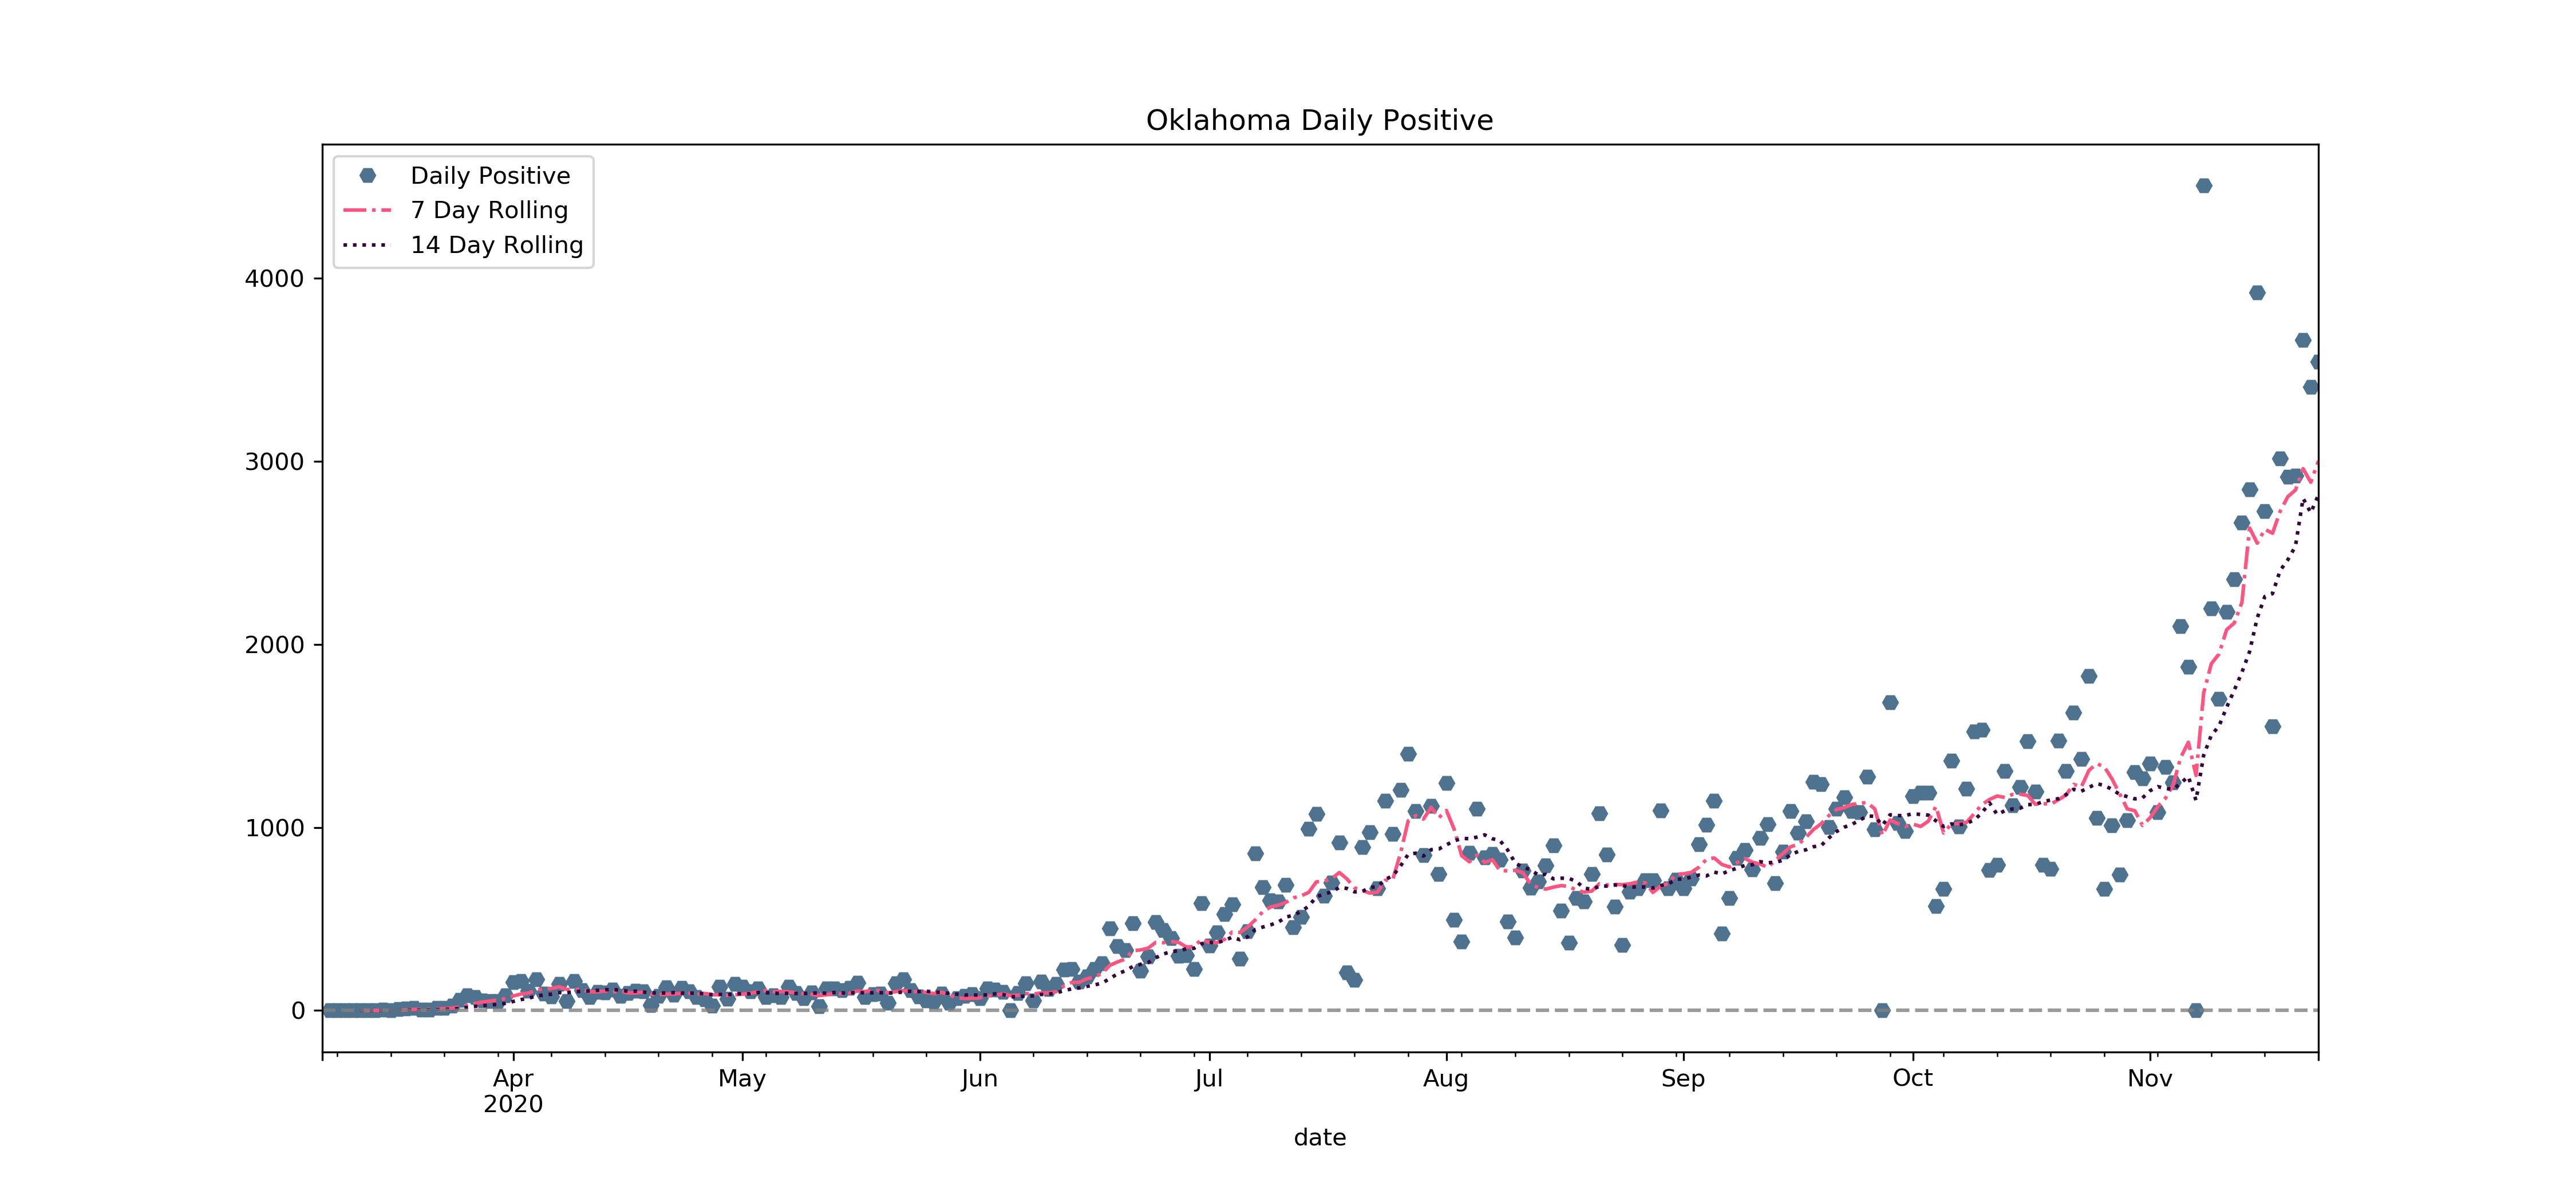 Oklahoma Daily Positive
Daily Positive
7 Day Rolling
14 Day Rolling
4000
3000
2000
1000
0
Apr May Jun Jul Aug Sep Oct Nov
2020
date